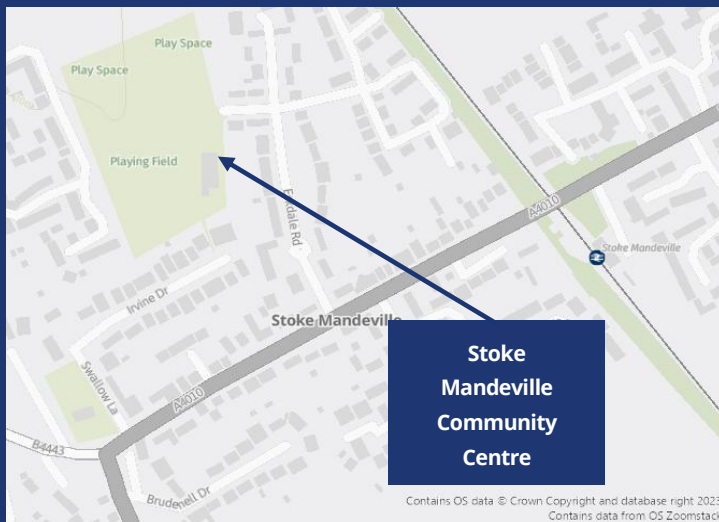 Play Space
Play Space
Playing Field
Eskdale Rd
A4010
Stoke Mandeville
Irvine Dr
Stoke Mandeville
Swallow La
A4010
B4443
Brudenell Dr
Stoke
Mandeville
Community
Centre
Contains OS data © Crown Copyright and database right 2023
Contains data from OS Zoomstack